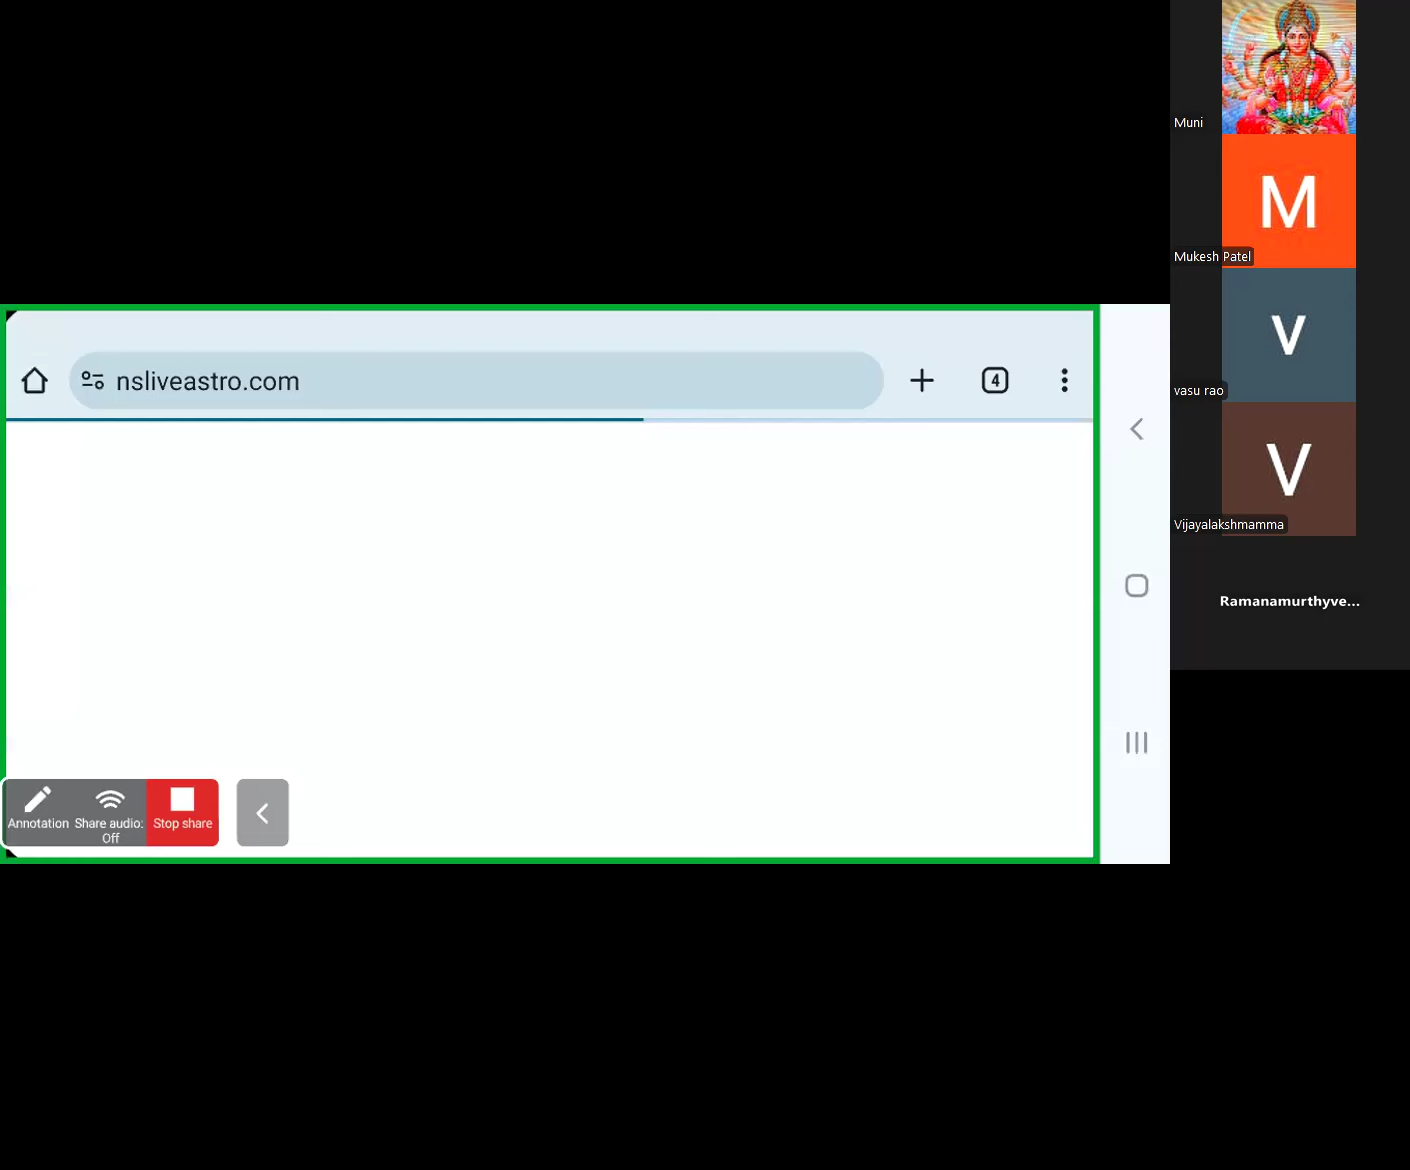 Muni
M
Mukesh Patel
nsliveastro.com
4
v
vasu rao
V
Vijayalakshmamma
Ramanamurthyve...
Annotation
Share audio:
Off
Stop share